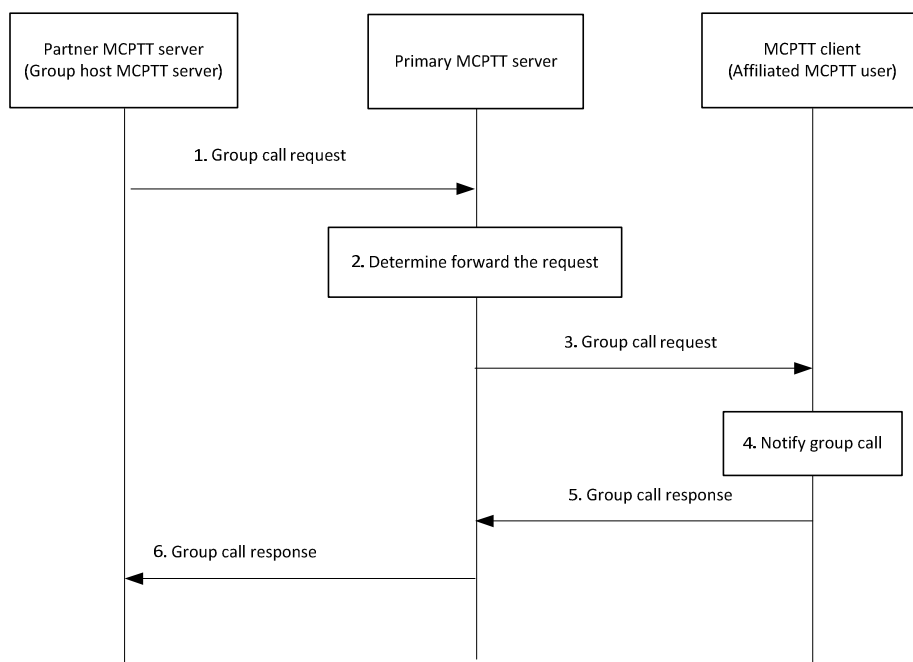 Partner MCPTT server
(Group host MCPTT server)
Primary MCPTT server
MCPTT client
(Affiliated MCPTT user)
1. Group call request
2. Determine forward the request
3. Group call request
4. Notify group call
5. Group call response
6. Group call response